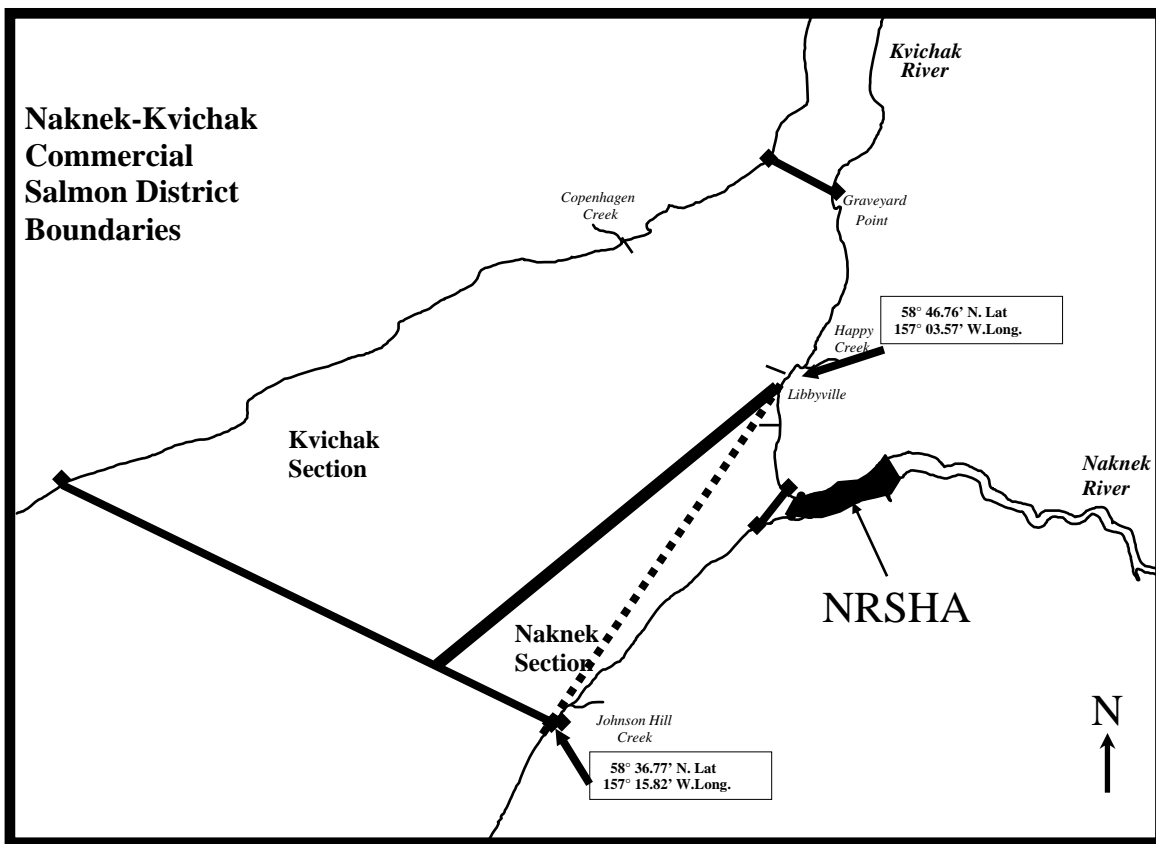 Naknek-Kvichak
Commercial
Salmon District
Boundaries
Kvichak
River
Copenhagen
Creek
Graveyard
Point
58° 46.76’ N. Lat
157° 03.57’ W.Long.
Happy
Creek
Libbyville
Kvichak
Section
Naknek
River
NRSHA
Naknek
Section
Johnson Hill
Creek
58° 36.77’ N. Lat
157° 15.82’ W.Long.
N